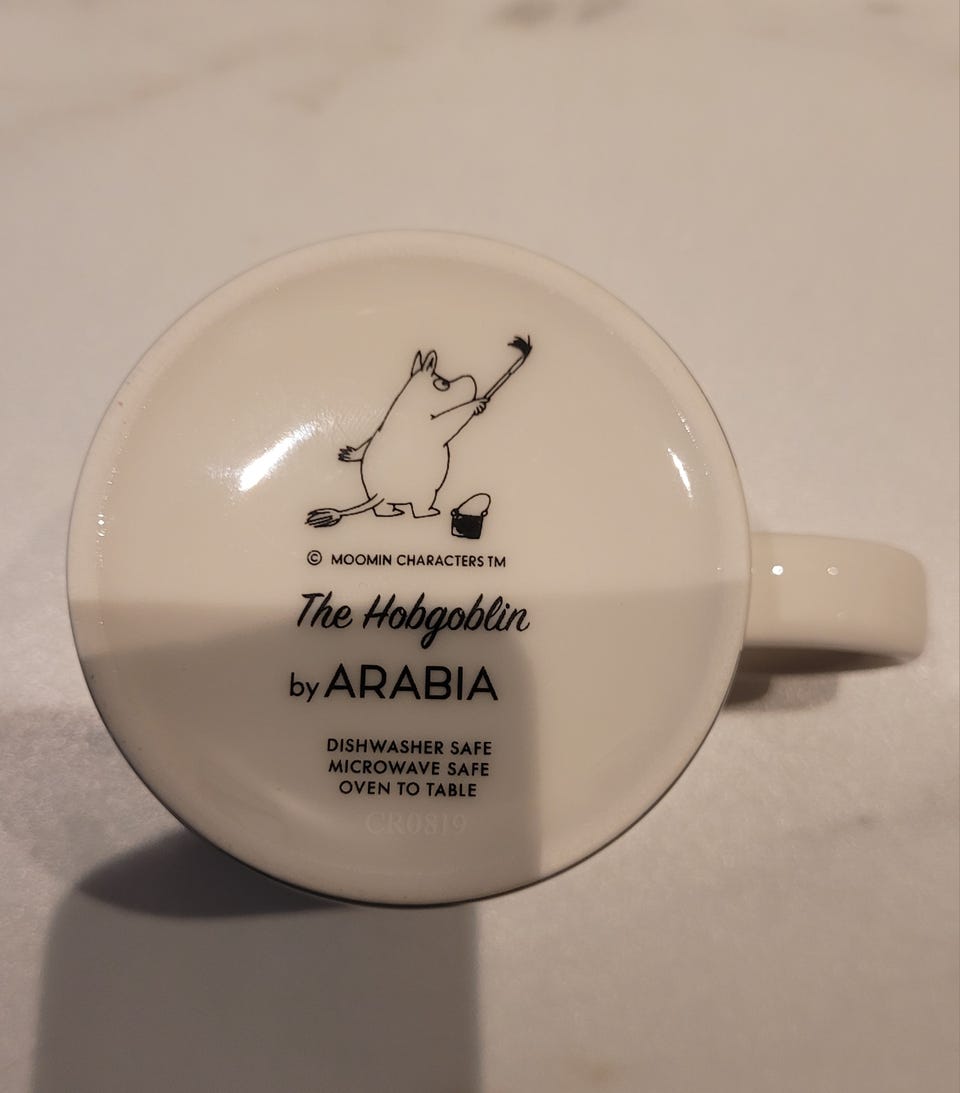 © MOOMIN CHARACTERS TM
The Hobgoblin
by ARABIA
DISHWASHER SAFE
MICROWAVE SAFE
OVEN TO TABLE
CR0819